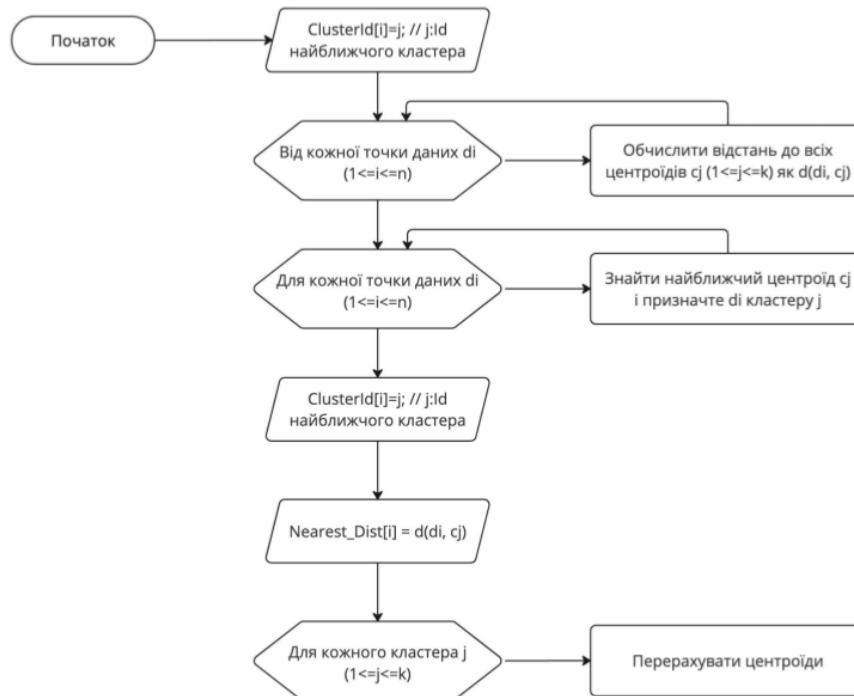 Початок
ClusterId[i]=j; // j:Id
найближчого кластера
Від кожної точки даних di
(1<=i<=n)
Обчислити відстань до всіх
центроїдів cj (1<=j<=k) як d(di, cj)
Для кожної точки даних di
(1<=i<=n)
Знайти найближчий центроїд cj
і призначте di кластеру j
ClusterId[i]=j; // j:Id
найближчого кластера
Nearest_Dist[i] = d(di, cj)
Для кожного кластера j
(1<=j<=k)
Перерахувати центроїди